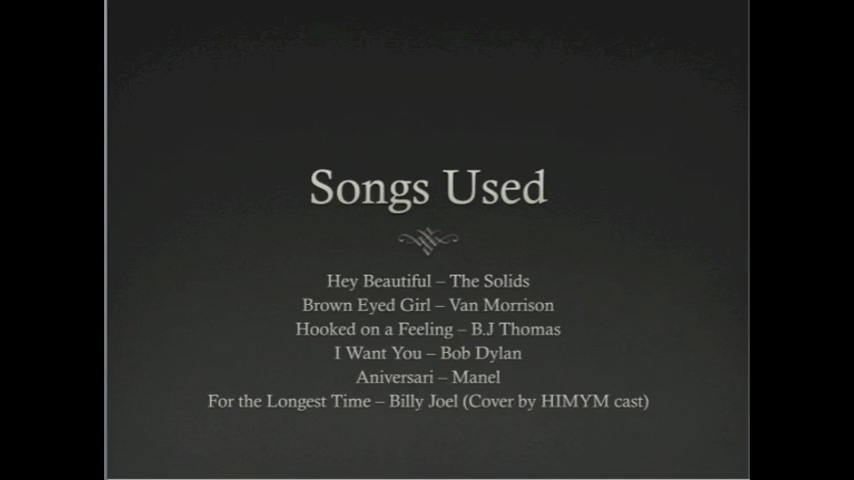 Songs Used
Hey Beautiful – The Solids
Brown Eyed Girl – Van Morrison
Hooked on a Feeling – B.J Thomas
I Want You – Bob Dylan
Aniversari – Manel
For the Longest Time – Billy Joel (Cover by HIMYM cast)